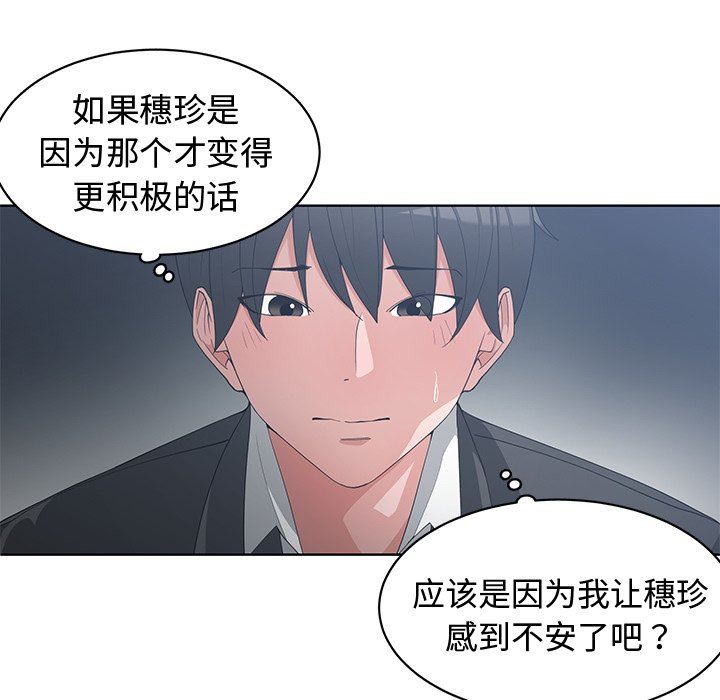 如果穗珍是
因为那个才变得
更积极的话
应该是因为我让穗珍
感到不安了吧？